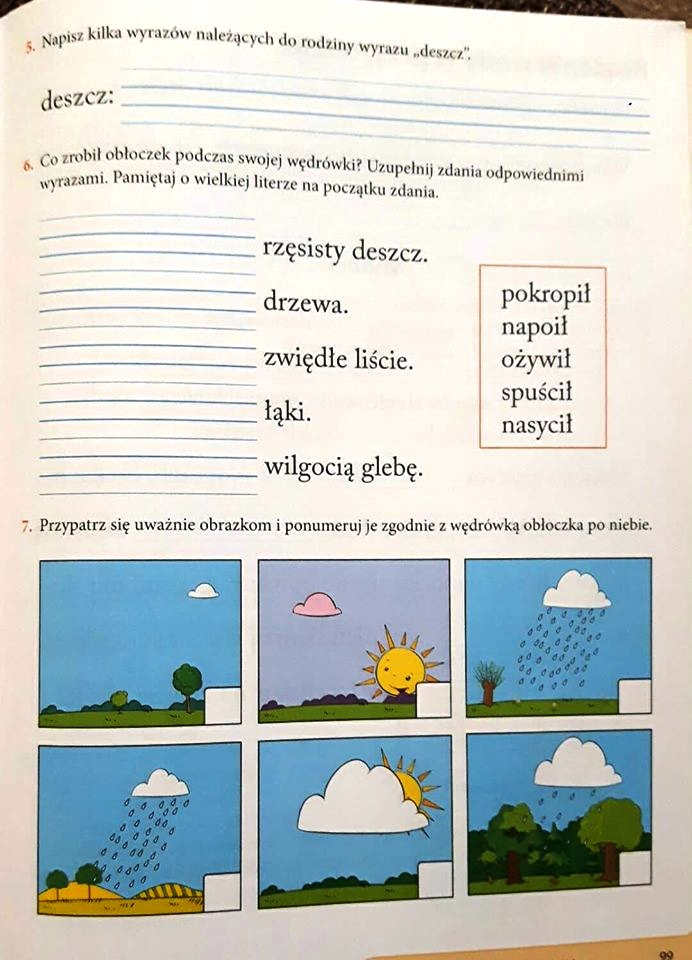 5. Napisz kilka wyrazów należących do rodziny wyrazu „deszcz”.
deszcz:
6. Co zrobił obłoczek podczas swojej wędrówki? Uzupełnij zdania odpowiednimi
wyrazami. Pamiętaj o wielkiej literze na początku zdania.
rzęsisty deszcz.
drzewa.
zwiędłe liście.
łąki.
wilgocią glebę.
pokropił
napoił
ożywił
spuścił
nasycił
7. Przypatrz się uważnie obrazkom i ponumeruj je zgodnie z wędrówką obłoczka po niebie.
99